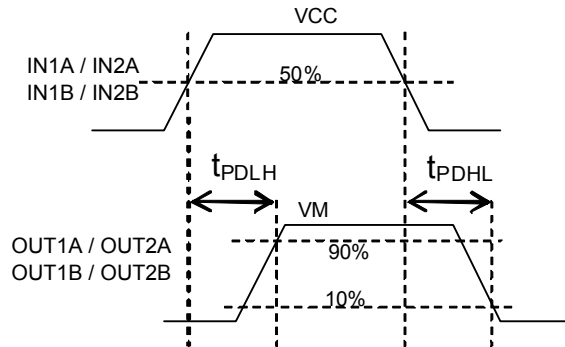 VCC
IN1A / IN2A
IN1B / IN2B
50%
tPDLH
tPDHL
VM
OUT1A / OUT2A
OUT1B / OUT2B
90%
10%